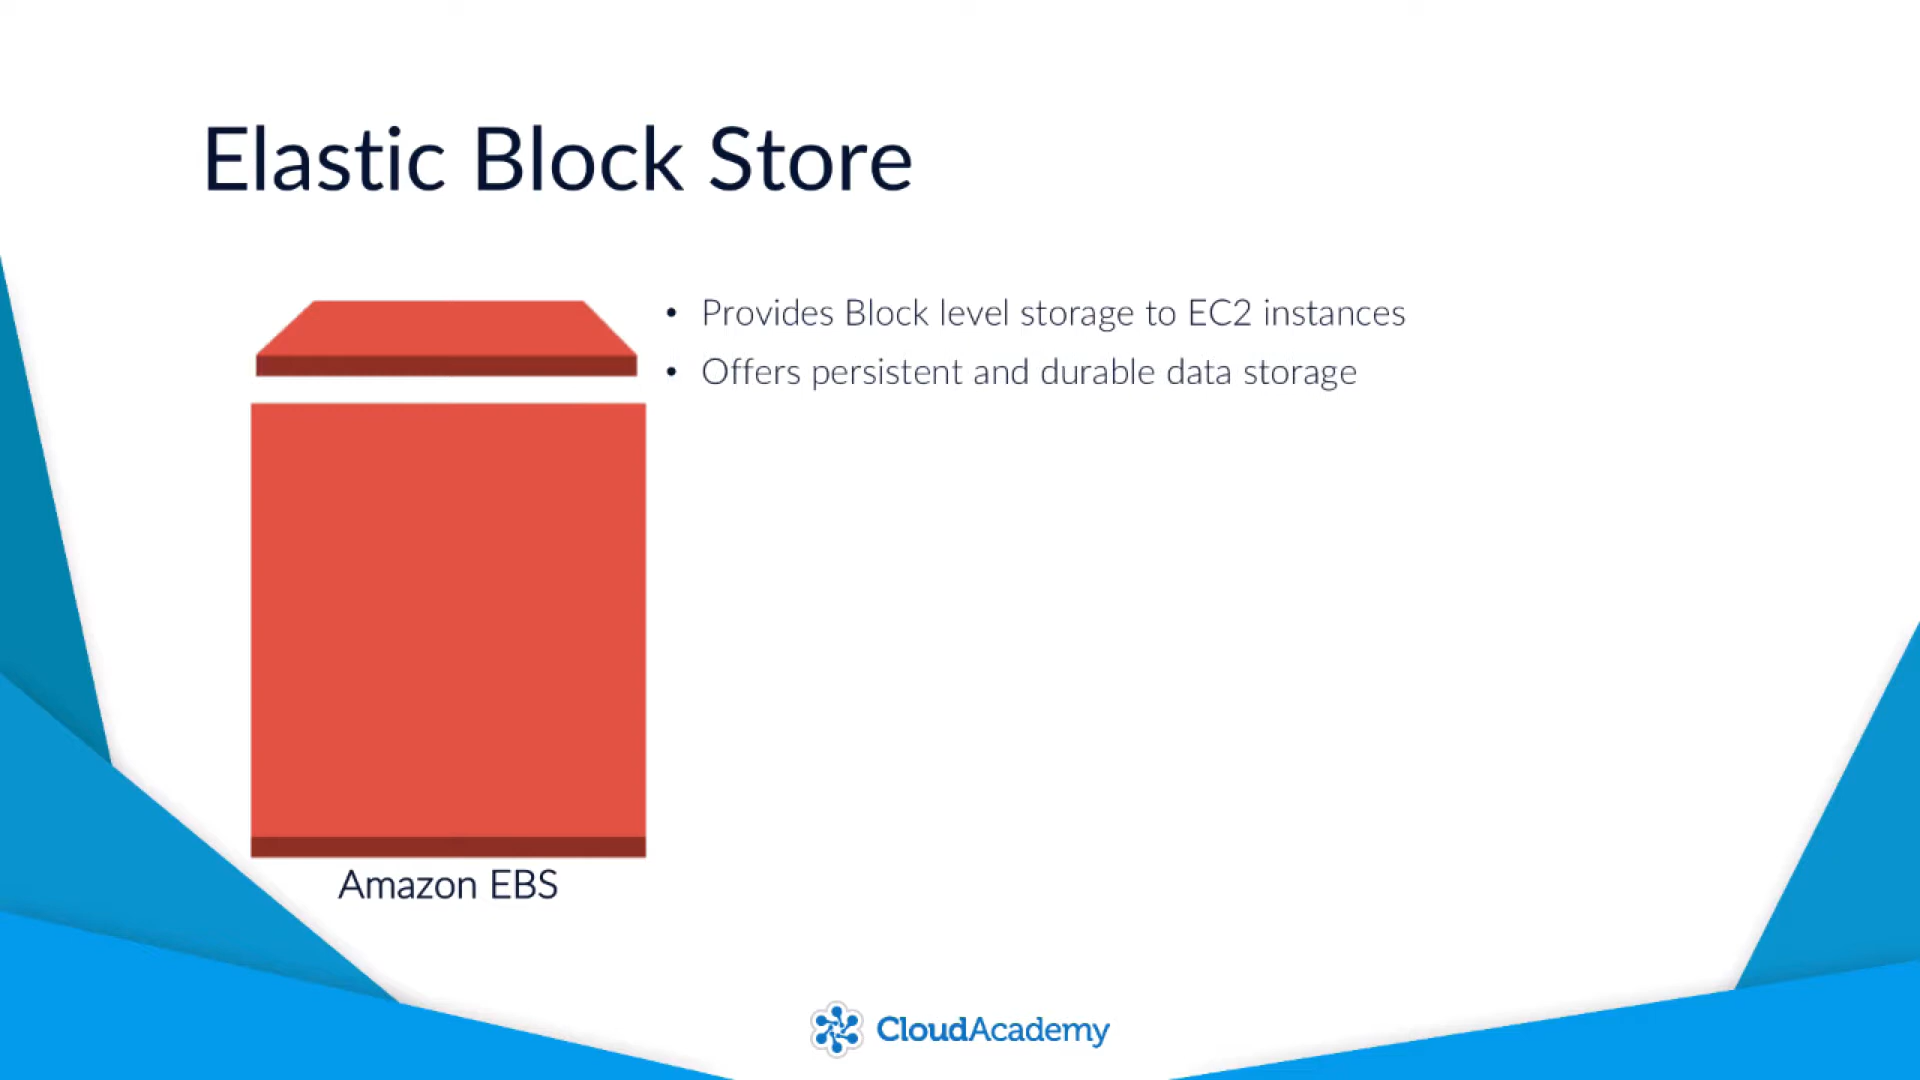 Elastic Block Store
• Provides Block level storage to EC2 instances
• Offers persistent and durable data storage
Amazon EBS
CloudAcademy